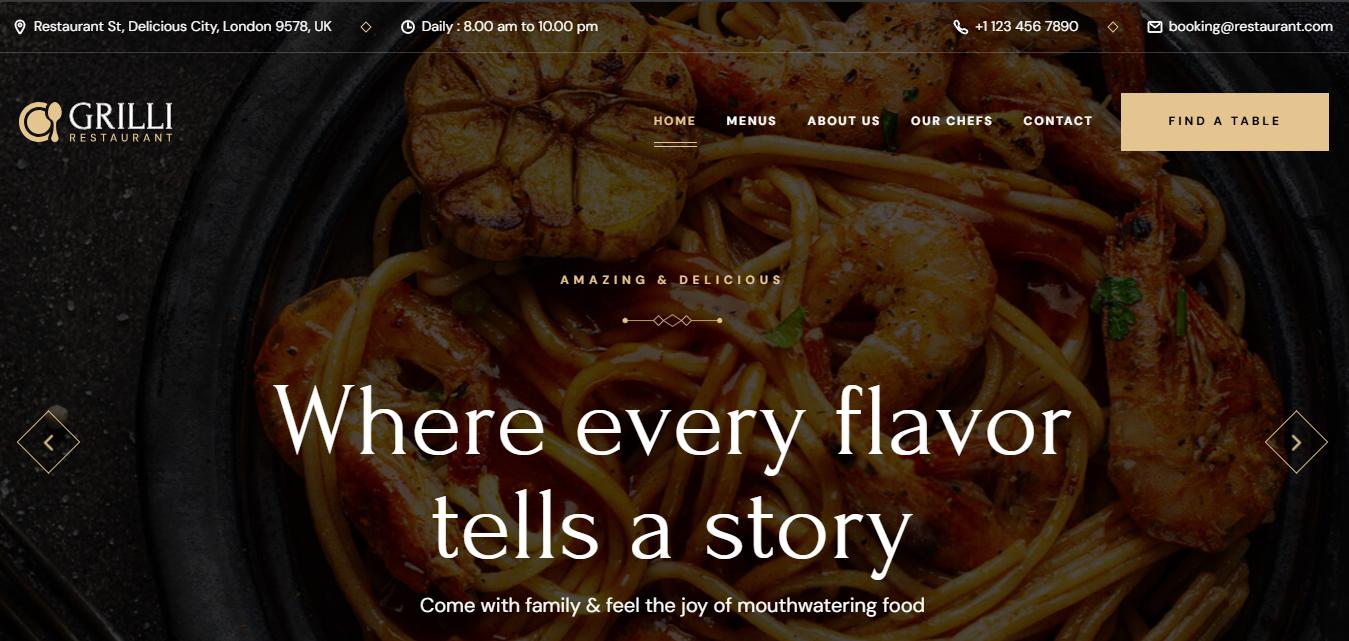 Restaurant St, Delicious City, London 9578, UK
Daily : 8.00 am to 10.00 pm
+1 123 456 7890
booking@restaurant.com
GRILLI
RESTAURANT
HOME
MENUS
ABOUT US
OUR CHEFS
CONTACT
FIND A TABLE
AMAZING & DELICIOUS
Where every flavor
tells a story
Come with family & feel the joy of mouthwatering food